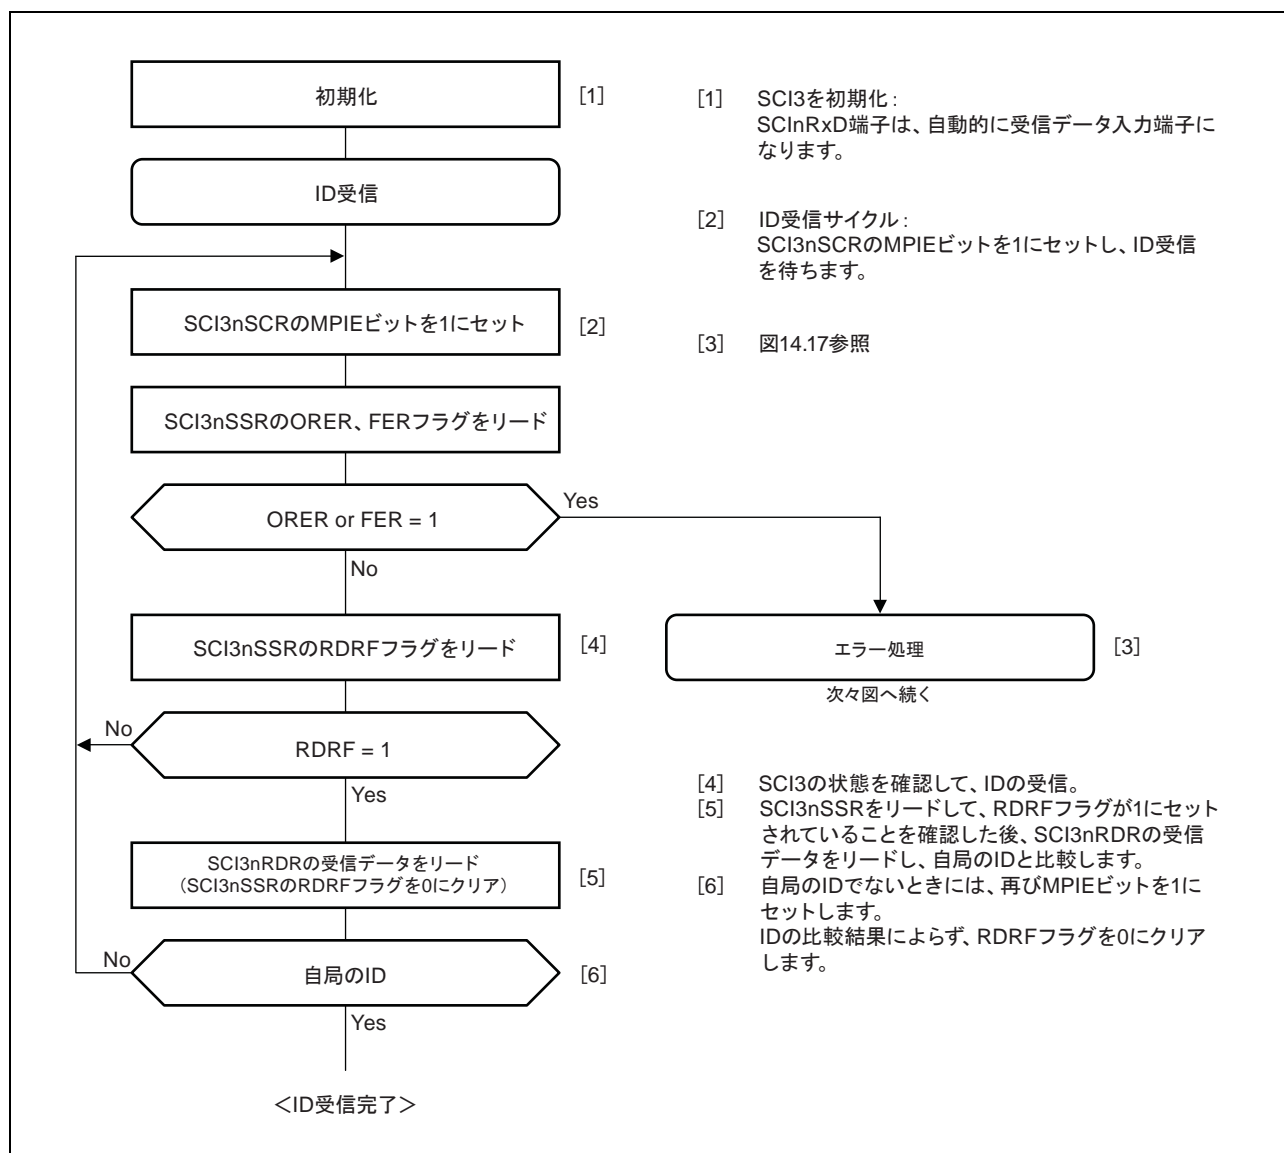 初期化
[1]
ID受信
SCI3nSCRのMPIEビットを1にセット
[2]
SCI3nSSRのORER、FERフラグをリード
ORER or FER = 1
Yes
No
SCI3nSSRのRDRFフラグをリード
[4]
エラー処理
[3]
次々図へ続く
No
RDRF = 1
Yes
SCI3nRDRの受信データをリード
（SCI3nSSRのRDRFフラグを0にクリア）
[5]
No
自局のID
[6]
Yes
＜ID受信完了＞
[1] SCI3を初期化：
SCInRxD端子は、自動的に受信データ入力端子に
なります。
[2] ID受信サイクル：
SCI3nSCRのMPIEビットを1にセットし、ID受信
を待ちます。
[3] 図14.17参照
[4] SCI3の状態を確認して、IDの受信。
[5] SCI3nSSRをリードして、RDRFフラグが1にセット
されていることを確認した後、SCI3nRDRの受信
データをリードし、自局のIDと比較します。
[6] 自局のIDでないときには、再びMPIEビットを1に
セットします。
IDの比較結果によらず、RDRFフラグを0にクリア
します。